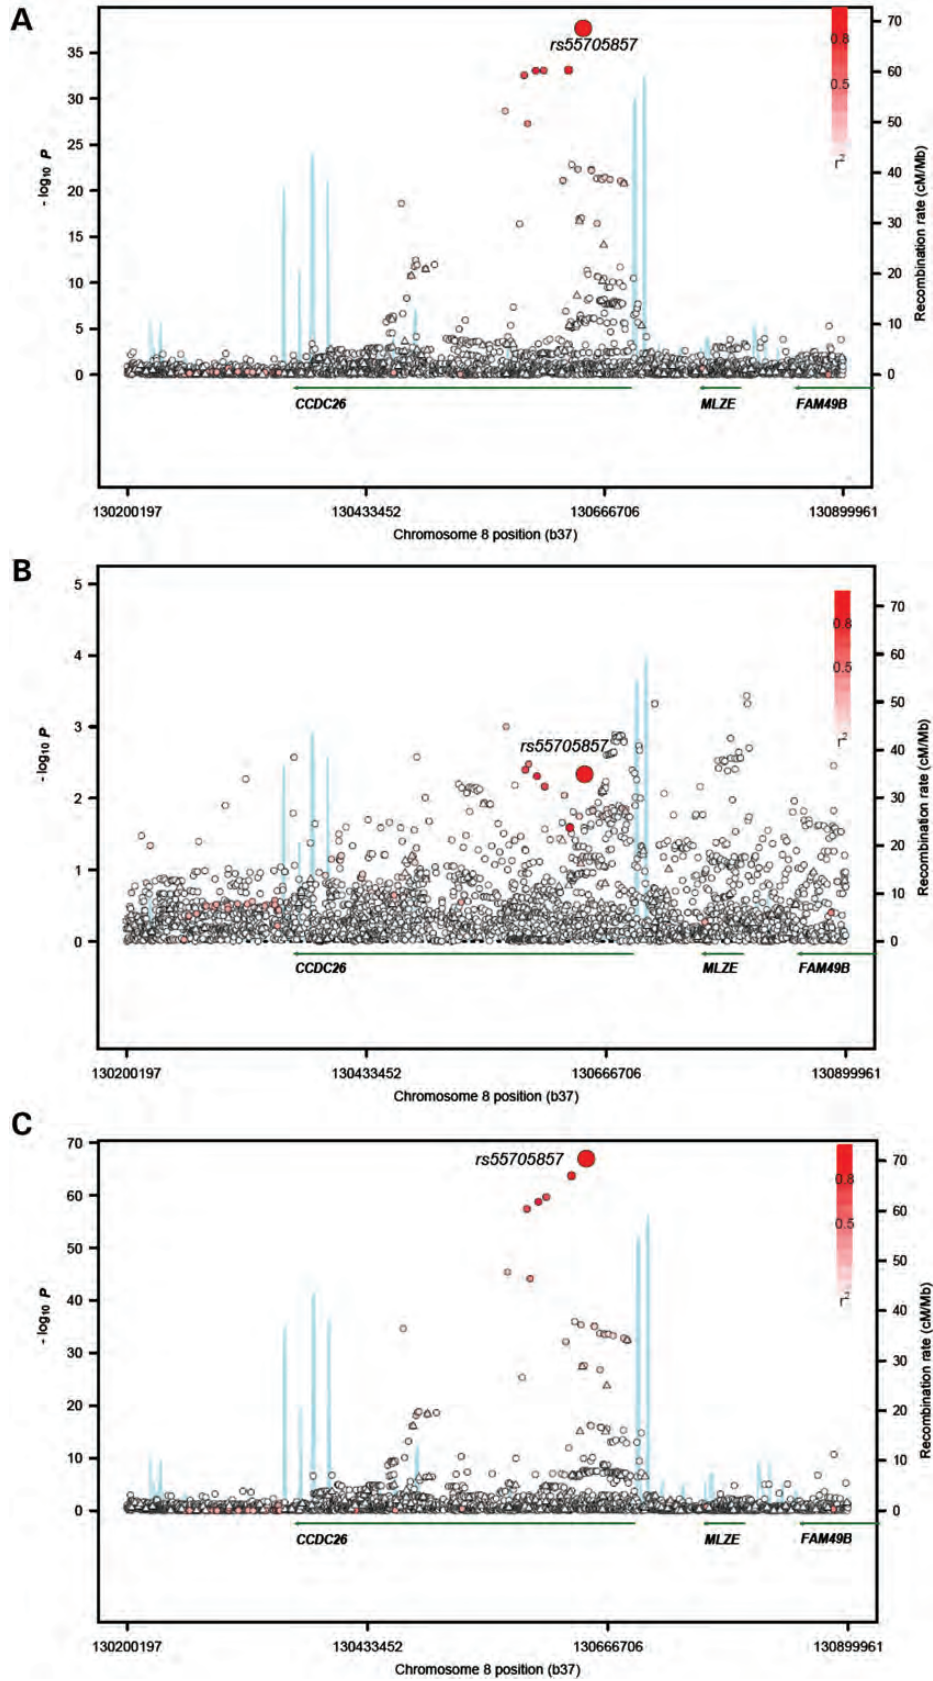 A
rs55705857
35
30
25
20
15
10
5
0
- log10 P
70
60
50
40
30
20
10
0
Recombination rate (cM/Mb)
0.8
0.5
r2
CCDC26
MLZE
FAM49B
130200197
130433452
130666706
130899961
Chromosome 8 position (b37)
B
rs55705857
5
4
3
2
1
0
- log10 P
70
60
50
40
30
20
10
0
Recombination rate (cM/Mb)
0.8
0.5
r2
CCDC26
MLZE
FAM49B
130200197
130433452
130666706
130899961
Chromosome 8 position (b37)
C
rs55705857
70
60
50
40
30
20
10
0
- log10 P
70
60
50
40
30
20
10
0
Recombination rate (cM/Mb)
0.8
0.5
r2
CCDC26
MLZE
FAM49B
130200197
130433452
130666706
130899961
Chromosome 8 position (b37)